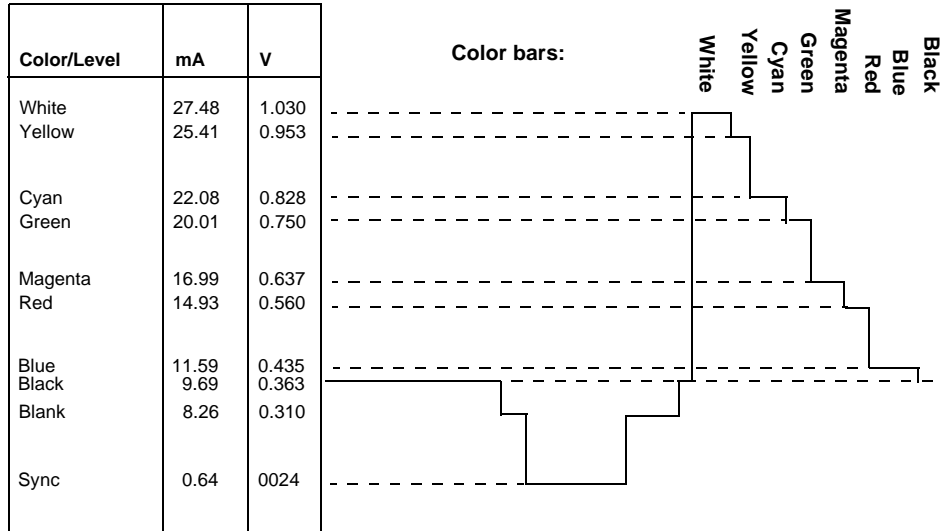 Color/Level mA V
Color bars:
White
Yellow
Cyan
Green
Magenta
Red
Blue
Black
White 27.48 1.030
Yellow 25.41 0.953
Cyan 22.08 0.828
Green 20.01 0.750
Magenta 16.99 0.637
Red 14.93 0.560
Blue 11.59 0.435
Black 9.69 0.363
Blank 8.26 0.310
Sync 0.64 0024